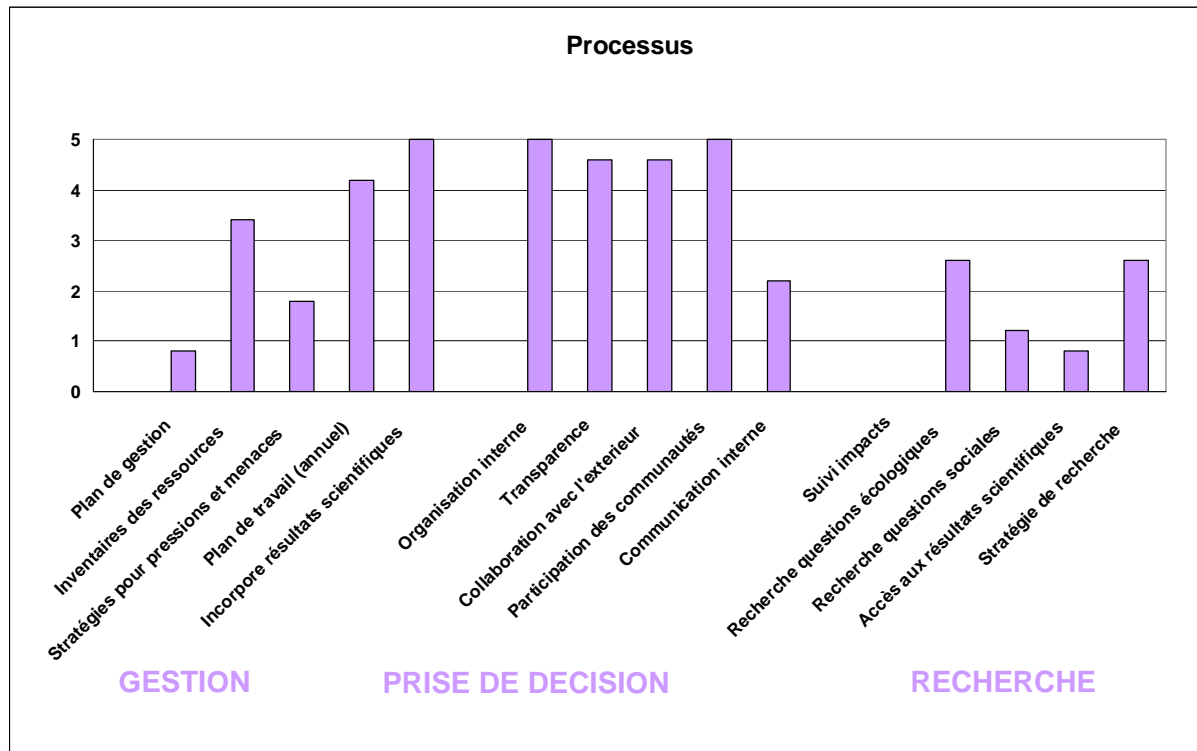 Processus
5
4
3
2
1
0
Plan de gestion
Inventaires des ressources
Stratégies pour pressions et menaces
Plan de travail (annuel)
Incorpore résultats scientifiques
Organisation interne
Transparence
Collaboration avec l'exterieur
Participation des communautés
Communication interne
Suivi impacts
Recherche questions écologiques
Recherche questions sociales
Accès aux résultats scientifiques
Stratégie de recherche
GESTION
PRISE DE DECISION
RECHERCHE